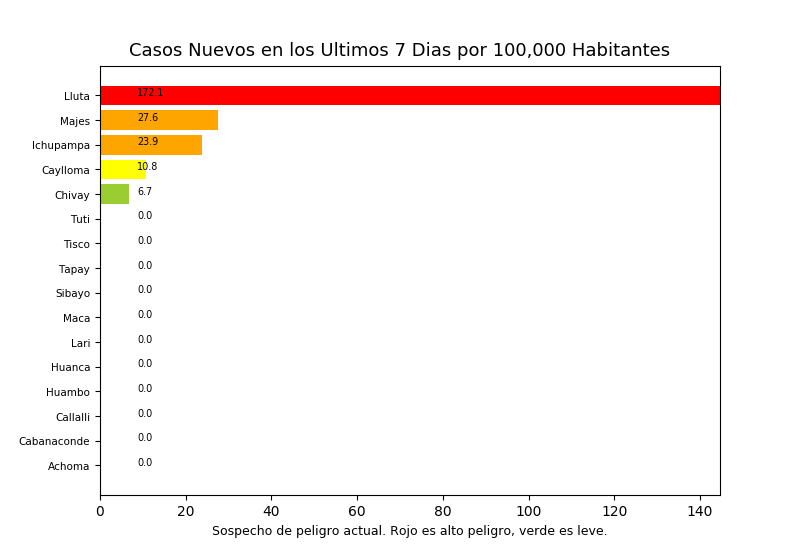 Casos Nuevos en los Ultimos 7 Dias por 100,000 Habitantes
Lluta 172.1
Majes 27.6
Ichupampa 23.9
Caylloma 10.8
Chivay 6.7
Tuti 0.0
Tisco 0.0
Tapay 0.0
Sibayo 0.0
Maca 0.0
Lari 0.0
Huanca 0.0
Huambo 0.0
Callalli 0.0
Cabanaconde 0.0
Achoma 0.0
0 20 40 60 80 100 120 140
Sospecho de peligro actual. Rojo es alto peligro, verde es leve.